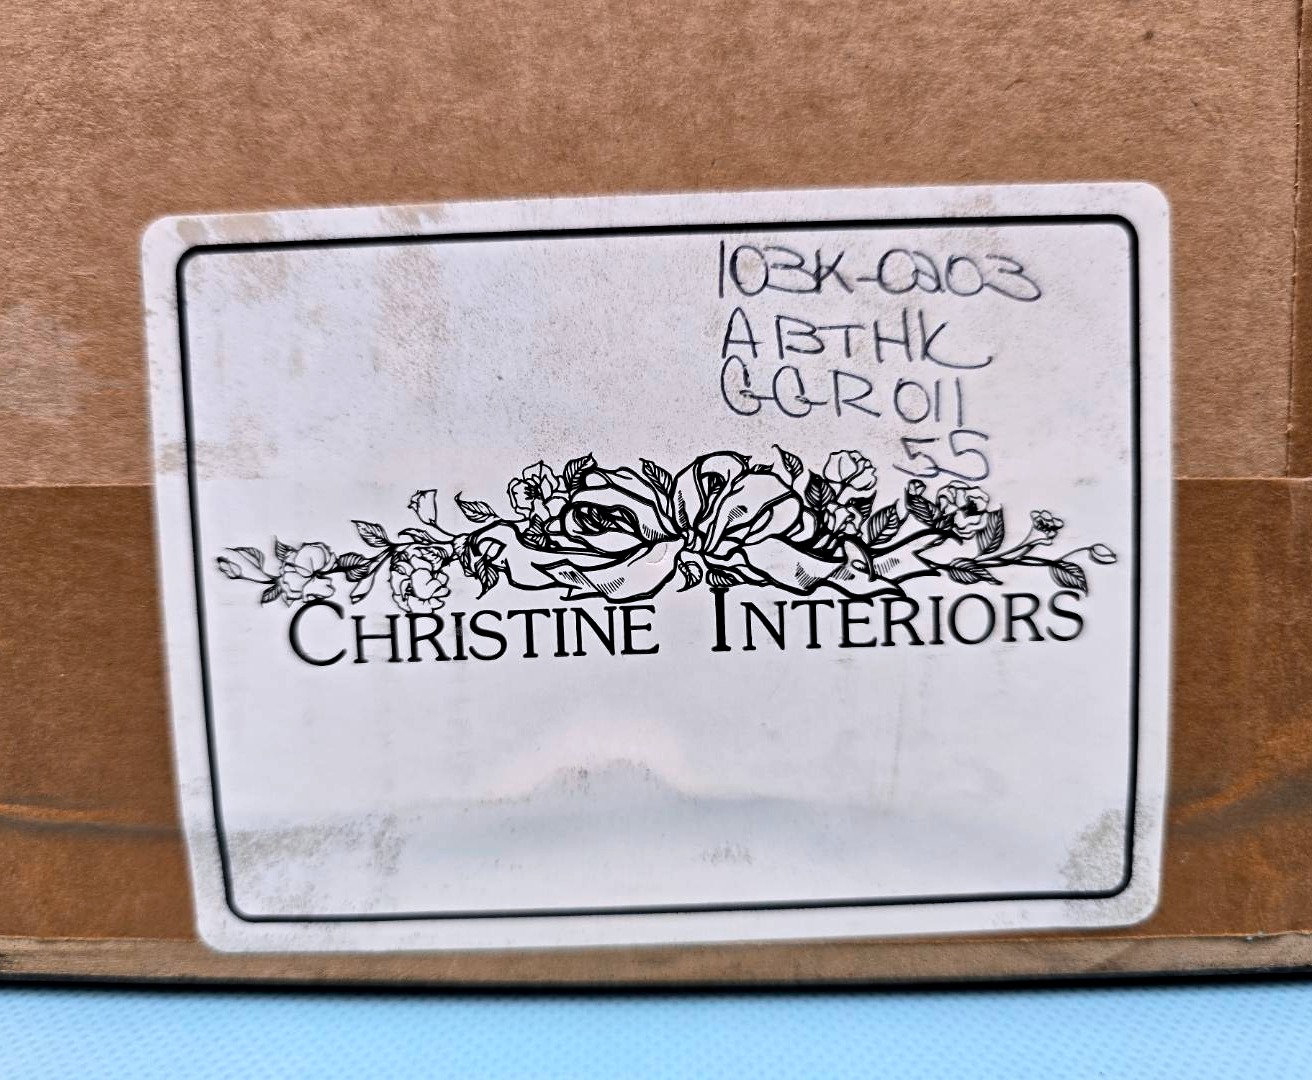 103K-0203
ABTHK
GGR011
55
CHRISTINE INTERIORS